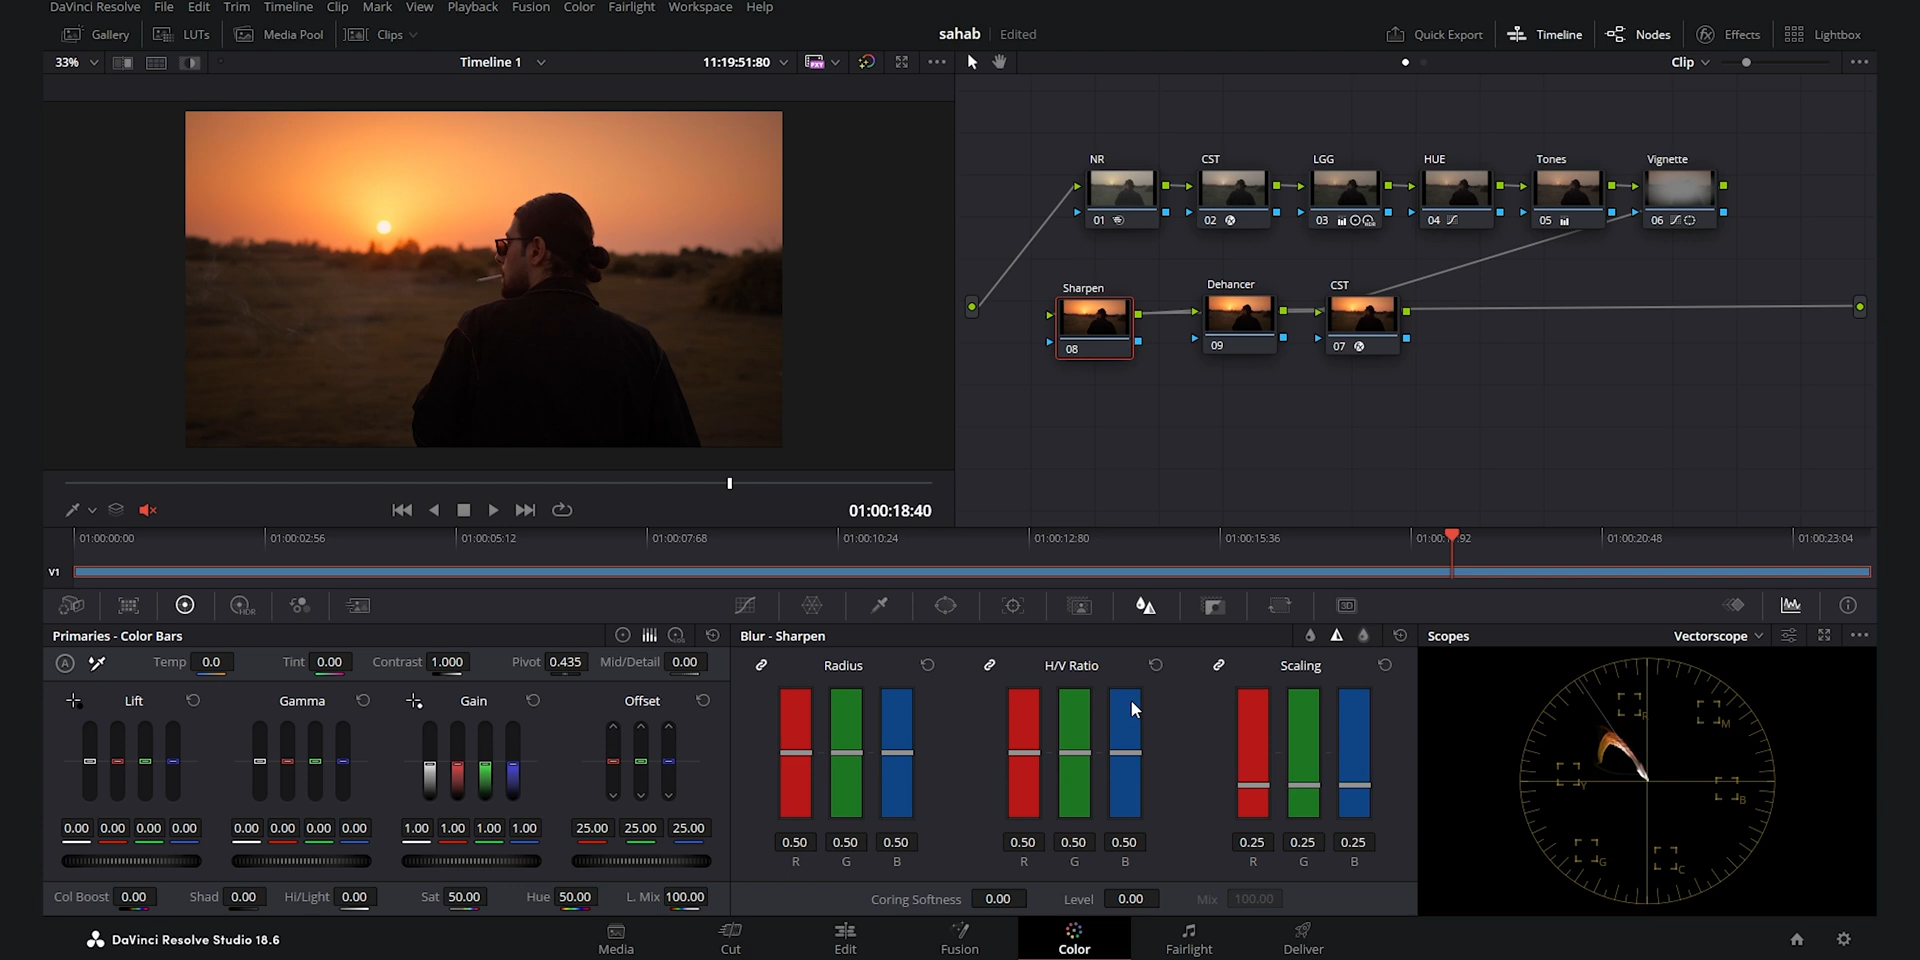 DaVinci Resolve File Edit Trim Timeline Clip Mark View Playback Fusion Color Fairlight Workspace Help
Gallery LUTs Media Pool Clips sahab Edited Quick Export Timeline Nodes Effects Lightbox
33% Timeline 1 11:19:51:80 Clip
NR CST LGG HUE Tones Vignette
01 02 03 04 05 06
Sharpen Dehancer CST
08 09 07
01:00:18:40
01:00:00:00 01:00:02:56 01:00:05:12 01:00:07:68 01:00:10:24 01:00:12:80 01:00:15:36 01:00: :92 01:00:20:48 01:00:23:04
V1
HDR 3D
Primaries - Color Bars LOG Blur - Sharpen Scopes Vectorscope
A Temp 0.0 Tint 0.00 Contrast 1.000 Pivot 0.435 Mid/Detail 0.00 Radius H/V Ratio Scaling
Lift Gamma Gain Offset
R M
Y B
G C
0.00 0.00 0.00 0.00 0.00 0.00 0.00 0.00 1.00 1.00 1.00 1.00 25.00 25.00 25.00
0.50 0.50 0.50 0.50 0.50 0.50 0.25 0.25 0.25
R G B R G B R G B
Col Boost 0.00 Shad 0.00 Hi/Light 0.00 Sat 50.00 Hue 50.00 L. Mix 100.00 Coring Softness 0.00 Level 0.00 Mix 100.00
DaVinci Resolve Studio 18.6 Media Cut Edit Fusion Color Fairlight Deliver